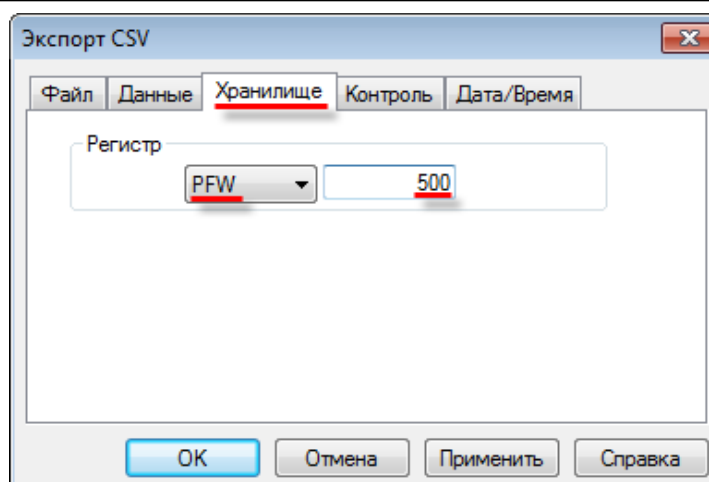 Экспорт CSV
Файл Данные Хранилище Контроль Дата/Время
Регистр
PFW 500
OK Отмена Применить Справка